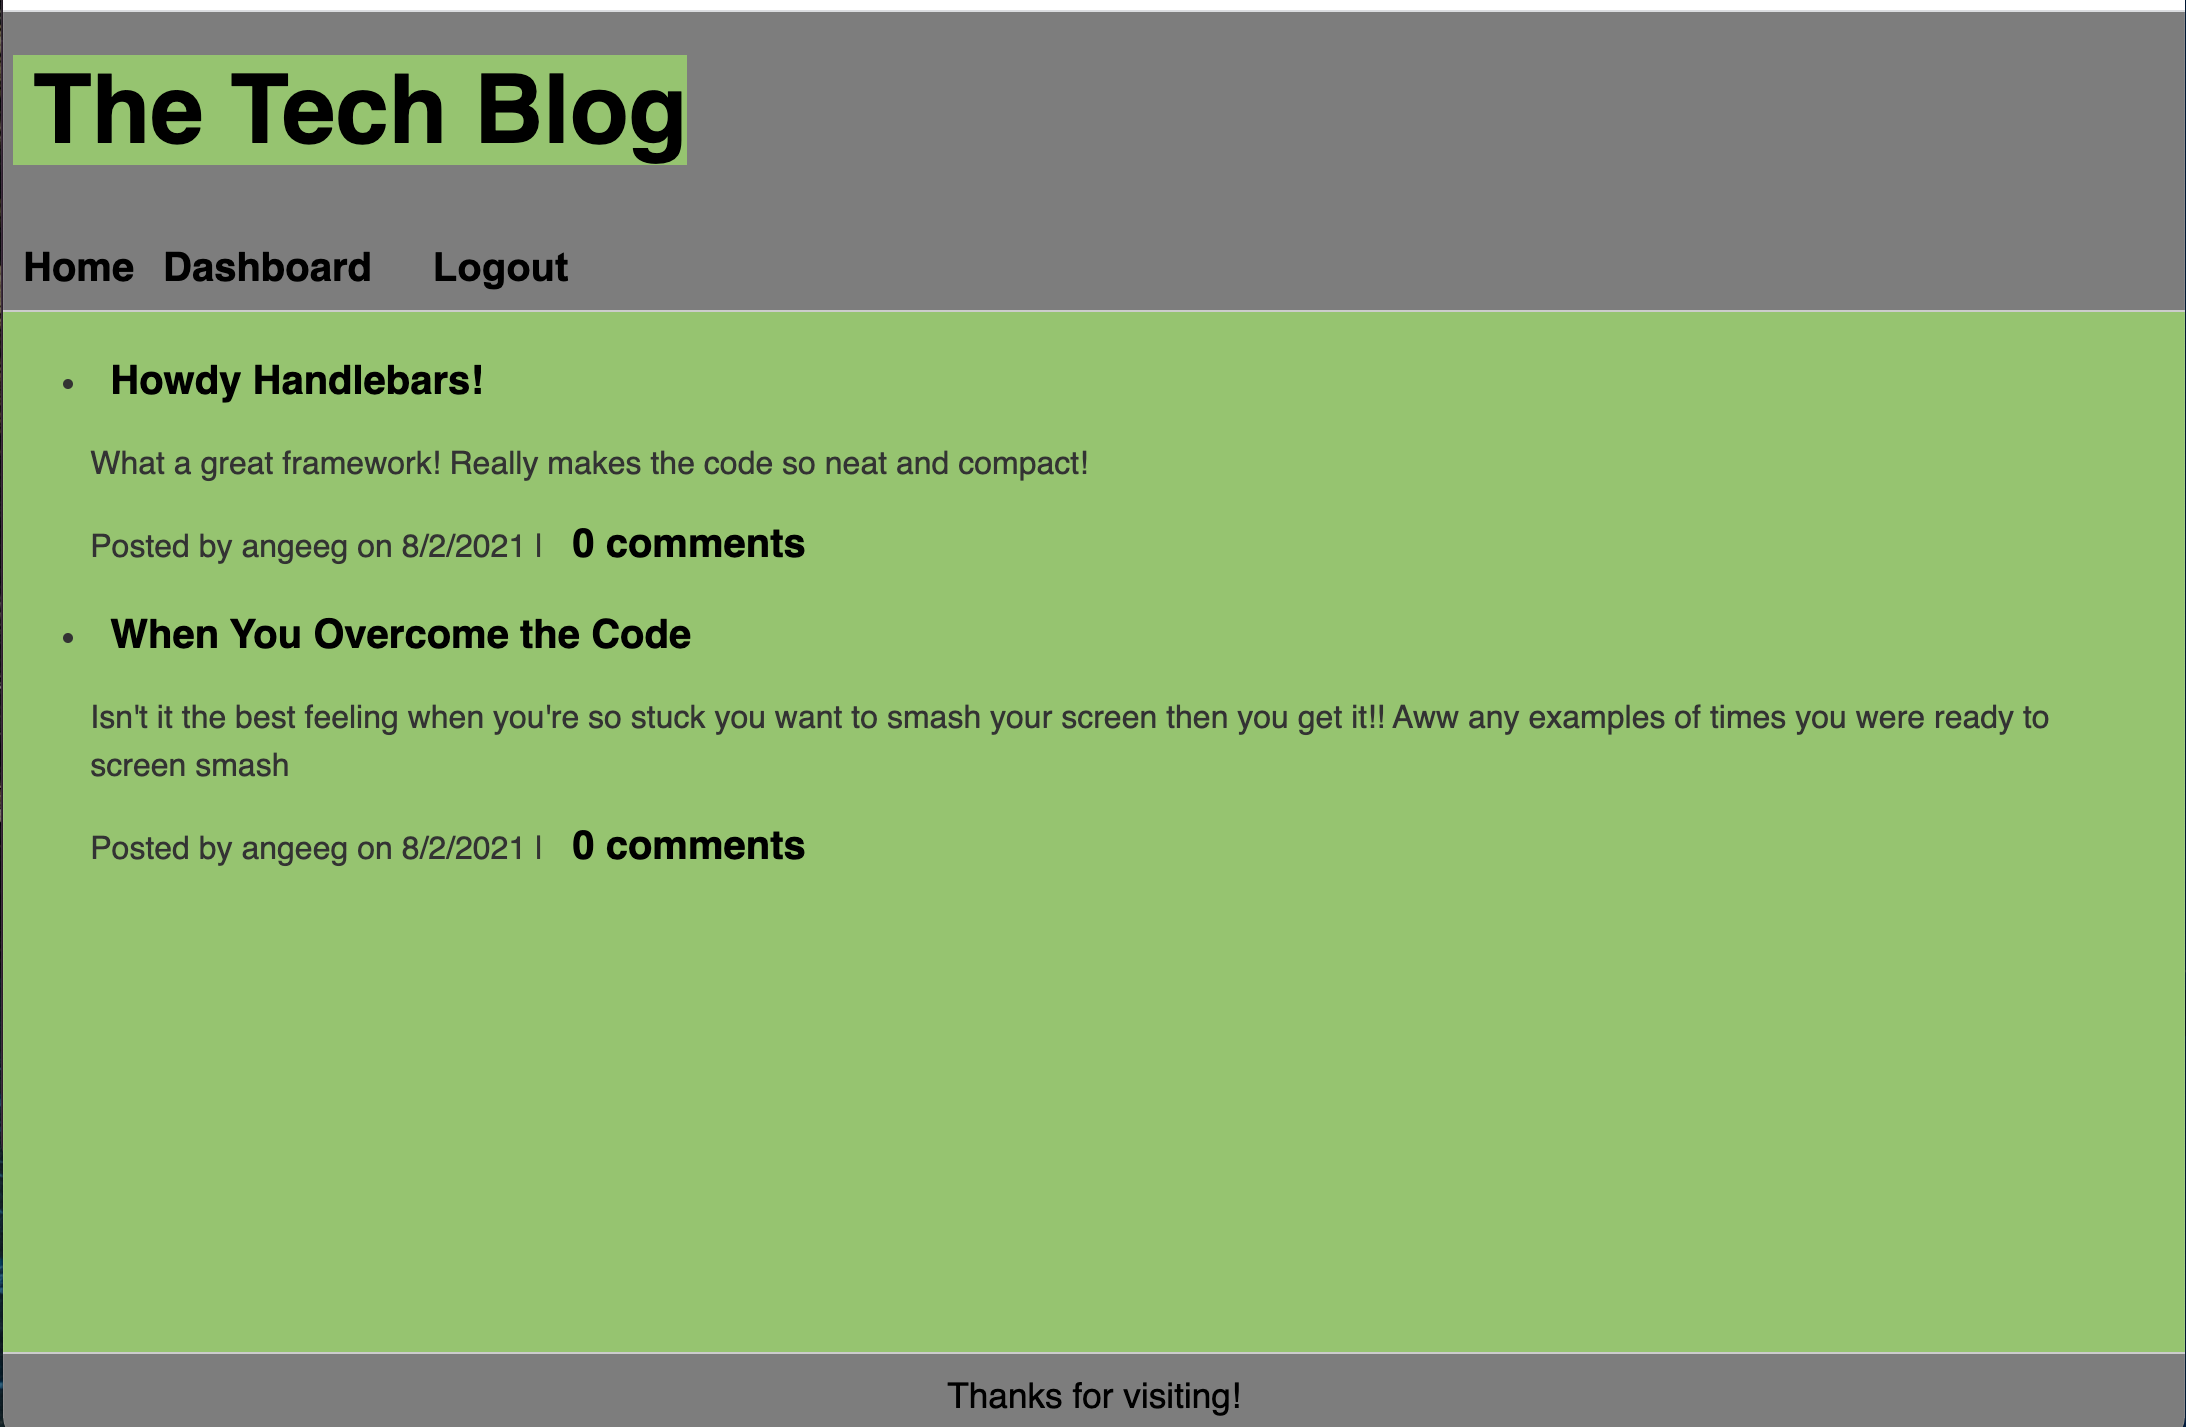 The Tech Blog
Home Dashboard Logout
• Howdy Handlebars!
What a great framework! Really makes the code so neat and compact!
Posted by angeeg on 8/2/2021 | 0 comments
• When You Overcome the Code
Isn't it the best feeling when you're so stuck you want to smash your screen then you get it!! Aww any examples of times you were ready to
screen smash
Posted by angeeg on 8/2/2021 | 0 comments
Thanks for visiting!